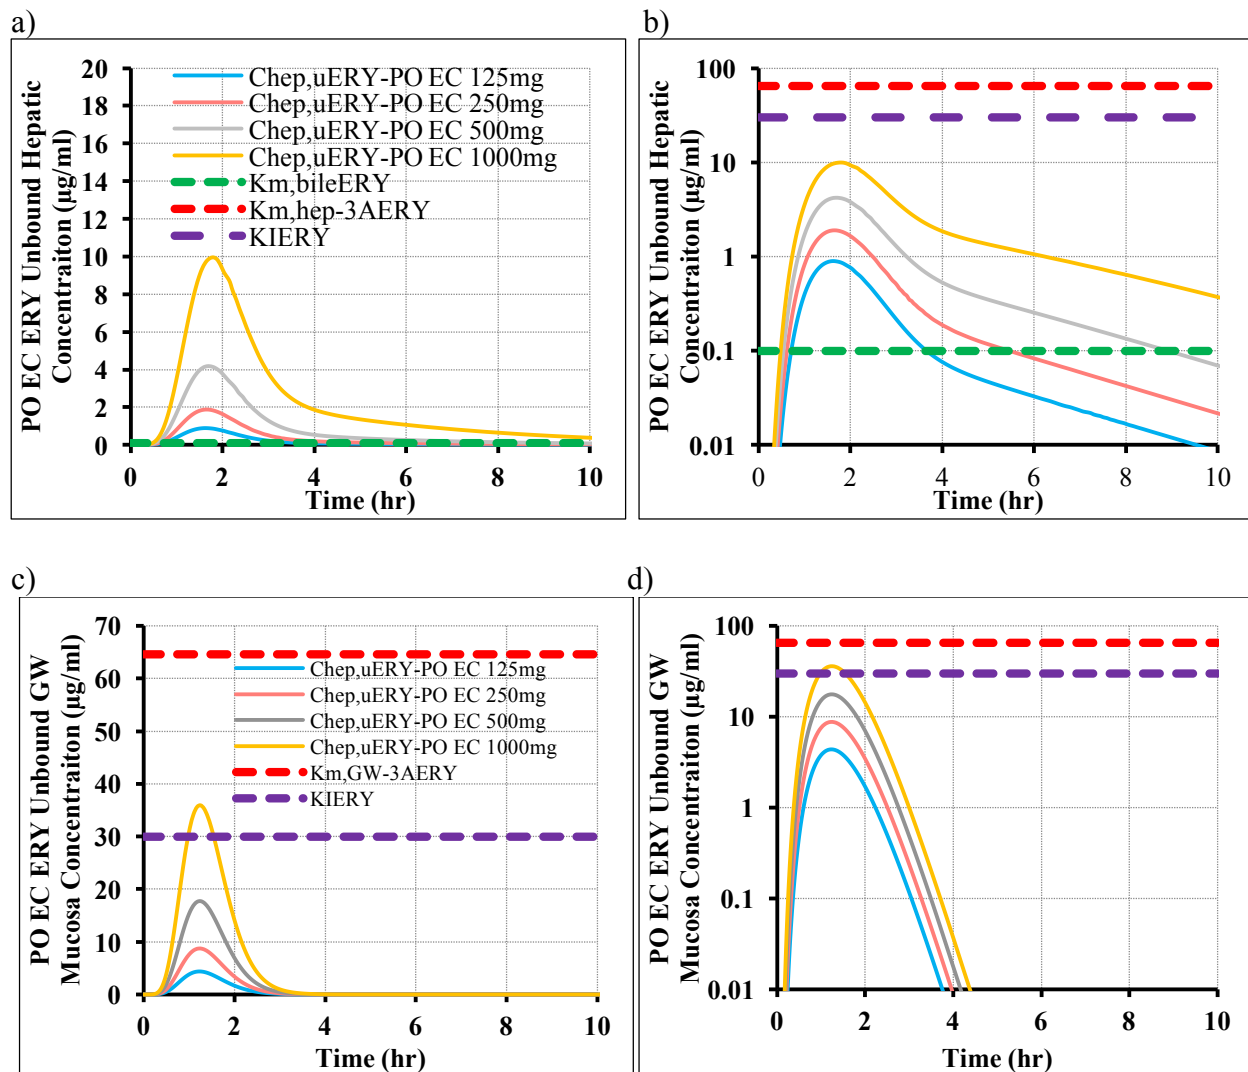 a)
PO EC ERY Unbound Hepatic
Concentraiton (µg/ml)
20
18
16
14
12
10
8
6
4
2
0
Chep,uERY-PO EC 125mg
Chep,uERY-PO EC 250mg
Chep,uERY-PO EC 500mg
Chep,uERY-PO EC 1000mg
Km,bileERY
Km,hep-3AERY
KIERY
0 2 4 6 8 10
Time (hr)
b)
PO EC ERY Unbound Hepatic
Concentraiton (µg/ml)
100
10
1
0.1
0.01
0 2 4 6 8 10
Time (hr)
c)
PO EC ERY Unbound GW
Mucosa Concentraiton (µg/ml)
70
60
50
40
30
20
10
0
Chep,uERY-PO EC 125mg
Chep,uERY-PO EC 250mg
Chep,uERY-PO EC 500mg
Chep,uERY-PO EC 1000mg
Km,GW-3AERY
KIERY
0 2 4 6 8 10
Time (hr)
d)
PO EC ERY Unbound GW
Mucosa Concentraiton (µg/ml)
100
10
1
0.1
0.01
0 2 4 6 8 10
Time (hr)